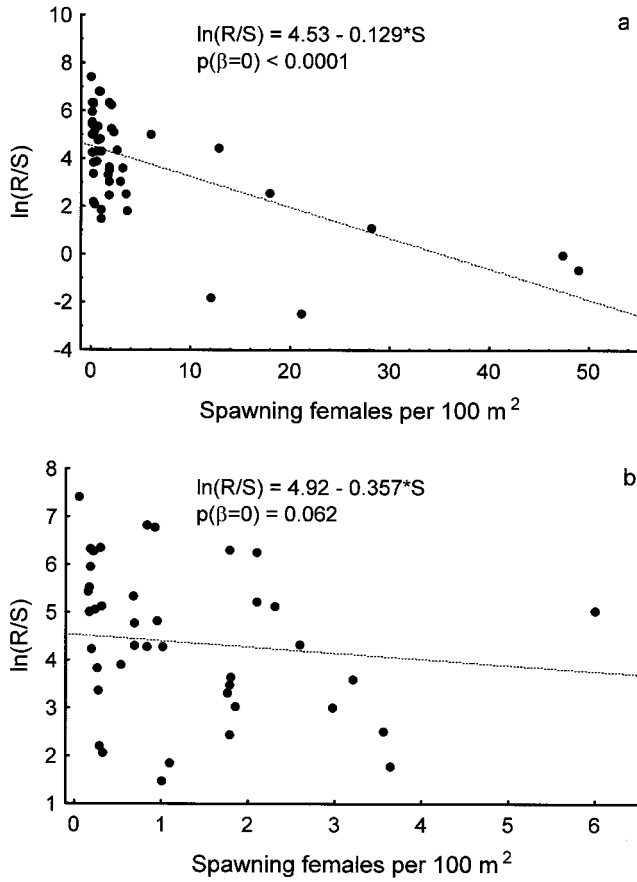 a
ln(R/S) = 4.53 - 0.129*S
p(β=0) < 0.0001
10
8
6
4
2
0
-2
-4
ln(R/S)
0 10 20 30 40 50
Spawning females per 100 m²
b
ln(R/S) = 4.92 - 0.357*S
p(β=0) = 0.062
8
7
6
5
4
3
2
1
ln(R/S)
0 1 2 3 4 5 6
Spawning females per 100 m²